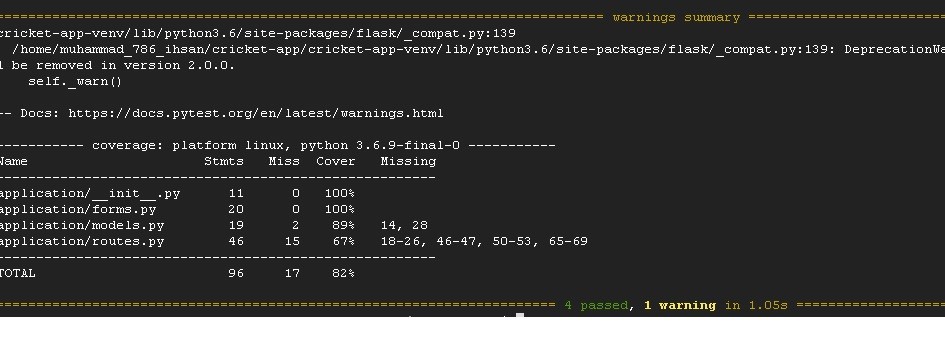 ============ warnings summary ============
cricket-app-venv/lib/python3.6/site-packages/flask/_compat.py:139
/home/muhammad_786_ihsan/cricket-app/cricket-app-venv/lib/python3.6/site-packages/flask/_compat.py:139: DeprecationWa
l be removed in version 2.0.0.
self._warn()
-- Docs: https://docs.pytest.org/en/latest/warnings.html
----------- coverage: platform linux, python 3.6.9-final-0 -----------
Name Stmts Miss Cover Missing
-------------------------------------------------------
application/__init__.py 11 0 100%
application/forms.py 20 0 100%
application/models.py 19 2 89% 14, 28
application/routes.py 46 15 67% 18-26, 46-47, 50-53, 65-69
-------------------------------------------------------
TOTAL 96 17 82%
============ 4 passed, 1 warning in 1.05s ============